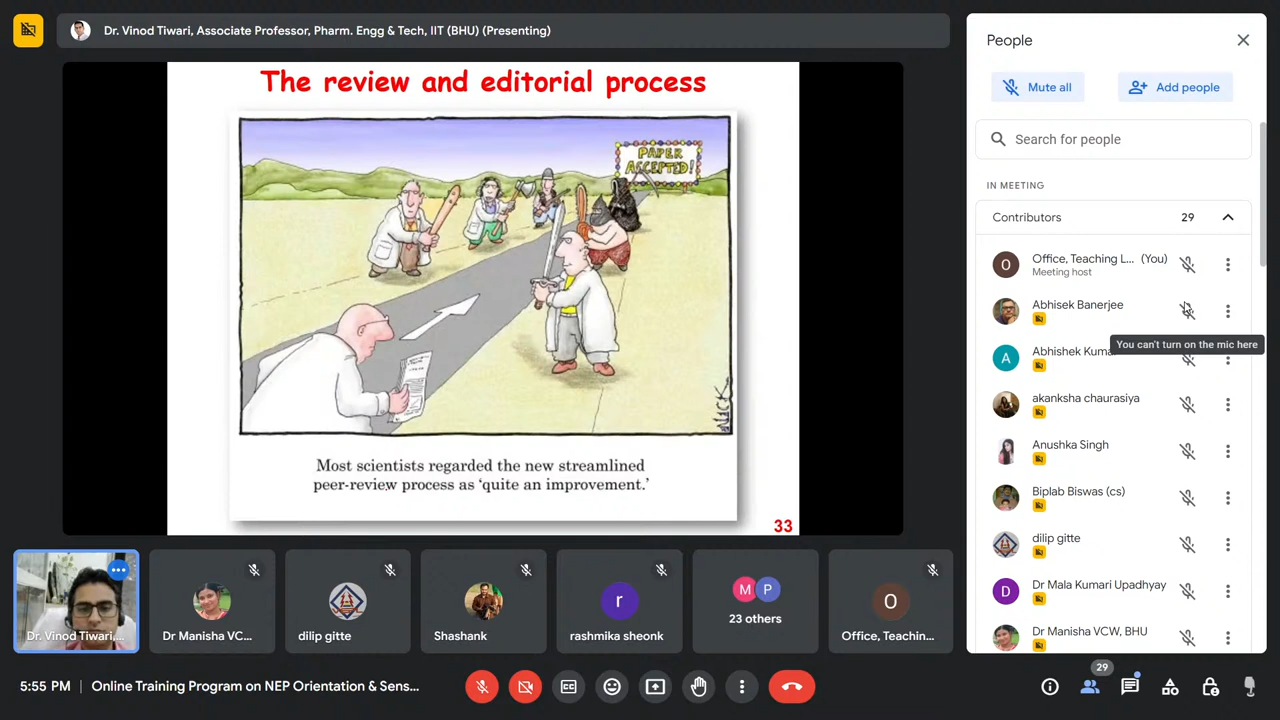 Dr. Vinod Tiwari, Associate Professor, Pharm. Engg & Tech, IIT (BHU) (Presenting)
The review and editorial process
PAPER
ACCEPTED!
NICK
Most scientists regarded the new streamlined
peer-review process as ‘quite an improvement.’
33
Dr. Vinod Tiwari,...
Dr Manisha VC...
dilip gitte
Shashank
r
rashmika sheonk
M
P
23 others
O
Office, Teachin...
5:55 PM
Online Training Program on NEP Orientation & Sens...
People
Mute all
Add people
Search for people
IN MEETING
Contributors
29
O
Office, Teaching L... (You)
Meeting host
Abhisek Banerjee
You can't turn on the mic here
A
Abhishek Kuma
akanksha chaurasiya
Anushka Singh
Biplab Biswas (cs)
dilip gitte
D
Dr Mala Kumari Upadhyay
Dr Manisha VCW, BHU
29